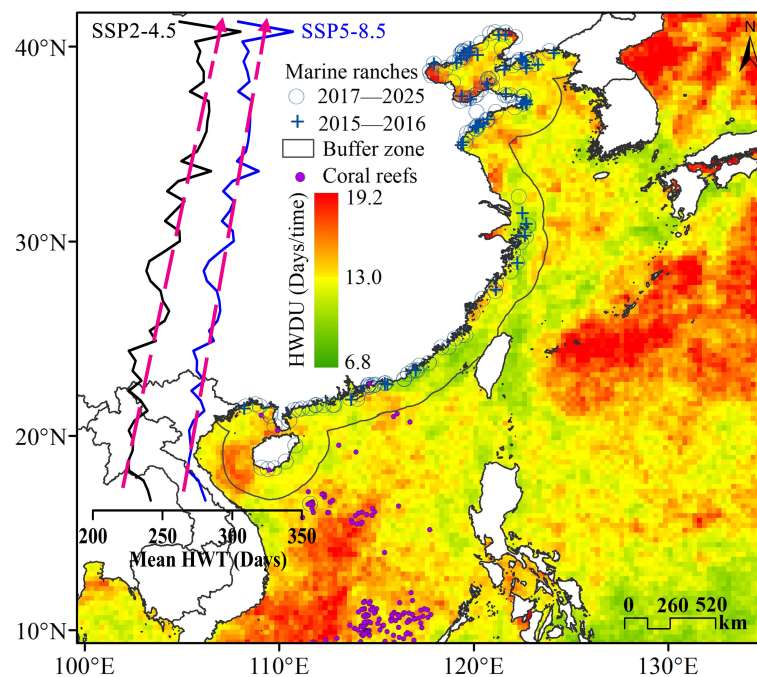 40°N
30°N
20°N
10°N
SSP2-4.5
SSP5-8.5
N
Marine ranches
2017—2025
2015—2016
Buffer zone
Coral reefs
HWDU (Days/time)
19.2
13.0
6.8
200 250 300 350
Mean HWT (Days)
0 260 520
km
100°E 110°E 120°E 130°E